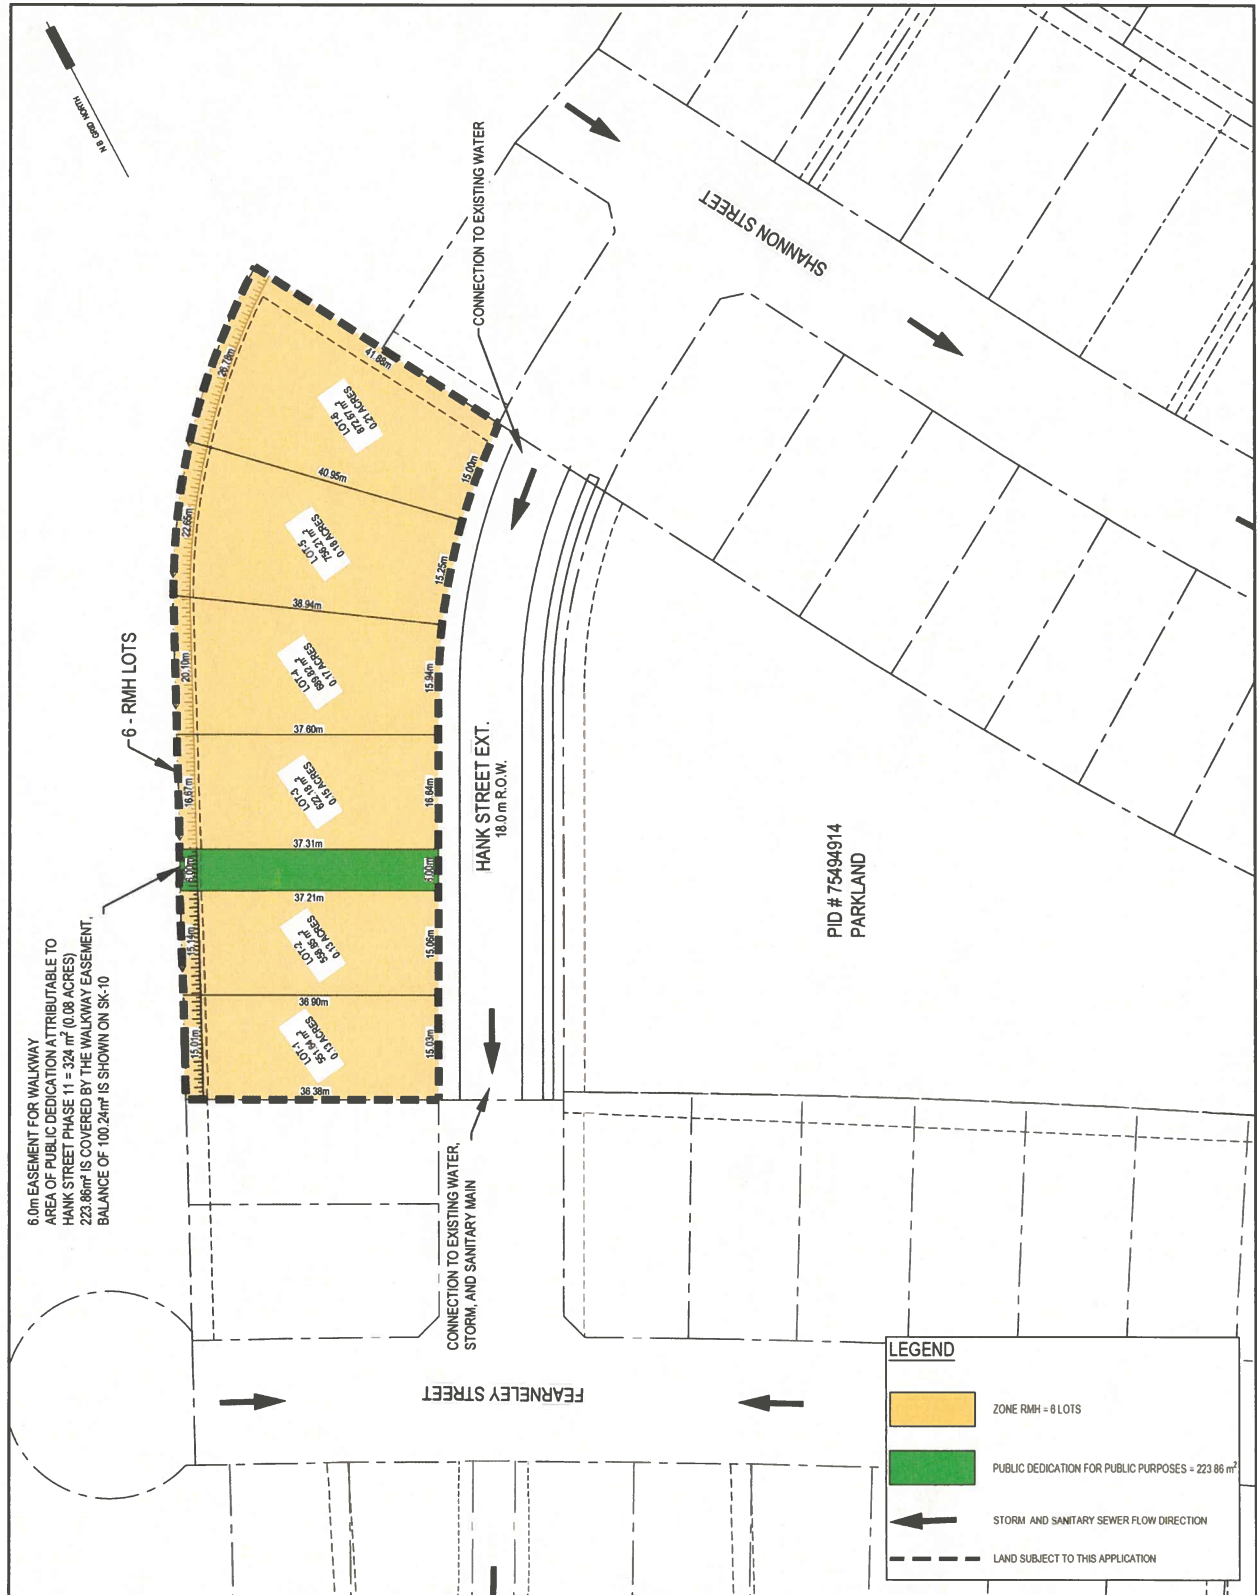 N B GRID NORTH
CONNECTION TO EXISTING WATER
SHANNON STREET
26.78m
41.88m
LOT-6
872.67 m²
0.21 ACRES
40.95m
15.00m
22.65m
LOT-5
756.21 m²
0.18 ACRES
15.25m
38.94m
6 - RMH LOTS
20.10m
LOT-4
689.82 m²
0.17 ACRES
15.94m
37.60m
16.67m
LOT-3
622.18 m²
0.15 ACRES
16.64m
HANK STREET EXT.
18.0 m R.O.W.
37.31m
6.00m
6.00m
37.21m
15.14m
LOT-2
558.86 m²
0.13 ACRES
15.06m
36.90m
15.01m
LOT-1
551.64 m²
0.13 ACRES
15.03m
36.38m
PID # 75494914
PARKLAND
6.0m EASEMENT FOR WALKWAY
AREA OF PUBLIC DEDICATION ATTRIBUTABLE TO
HANK STREET PHASE 11 = 324 m² (0.08 ACRES)
223.86m² IS COVERED BY THE WALKWAY EASEMENT,
BALANCE OF 100.24m² IS SHOWN ON SK-10
CONNECTION TO EXISTING WATER,
STORM, AND SANITARY MAIN
FEARNELEY STREET
LEGEND
ZONE RMH = 6 LOTS
PUBLIC DEDICATION FOR PUBLIC PURPOSES = 223.86 m²
STORM AND SANITARY SEWER FLOW DIRECTION
LAND SUBJECT TO THIS APPLICATION